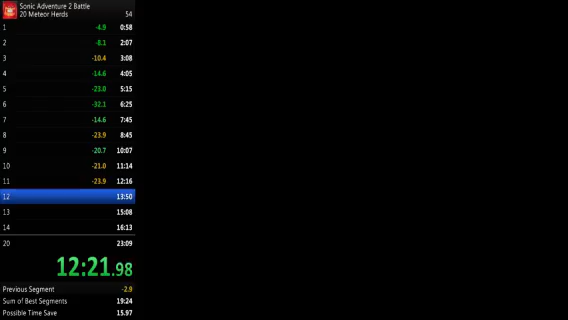 Sonic Adventure 2 Battle
20 Meteor Herds 54
1 -4.9 0:58
2 -8.1 2:07
3 -10.4 3:08
4 -14.6 4:05
5 -23.0 5:15
6 -32.1 6:25
7 -14.6 7:45
8 -23.9 8:45
9 -20.7 10:07
10 -21.0 11:14
11 -23.9 12:16
12 13:50
13 15:08
14 16:13
20 23:09
12:21.98
Previous Segment -2.9
Sum of Best Segments 19:24
Possible Time Save 15.97